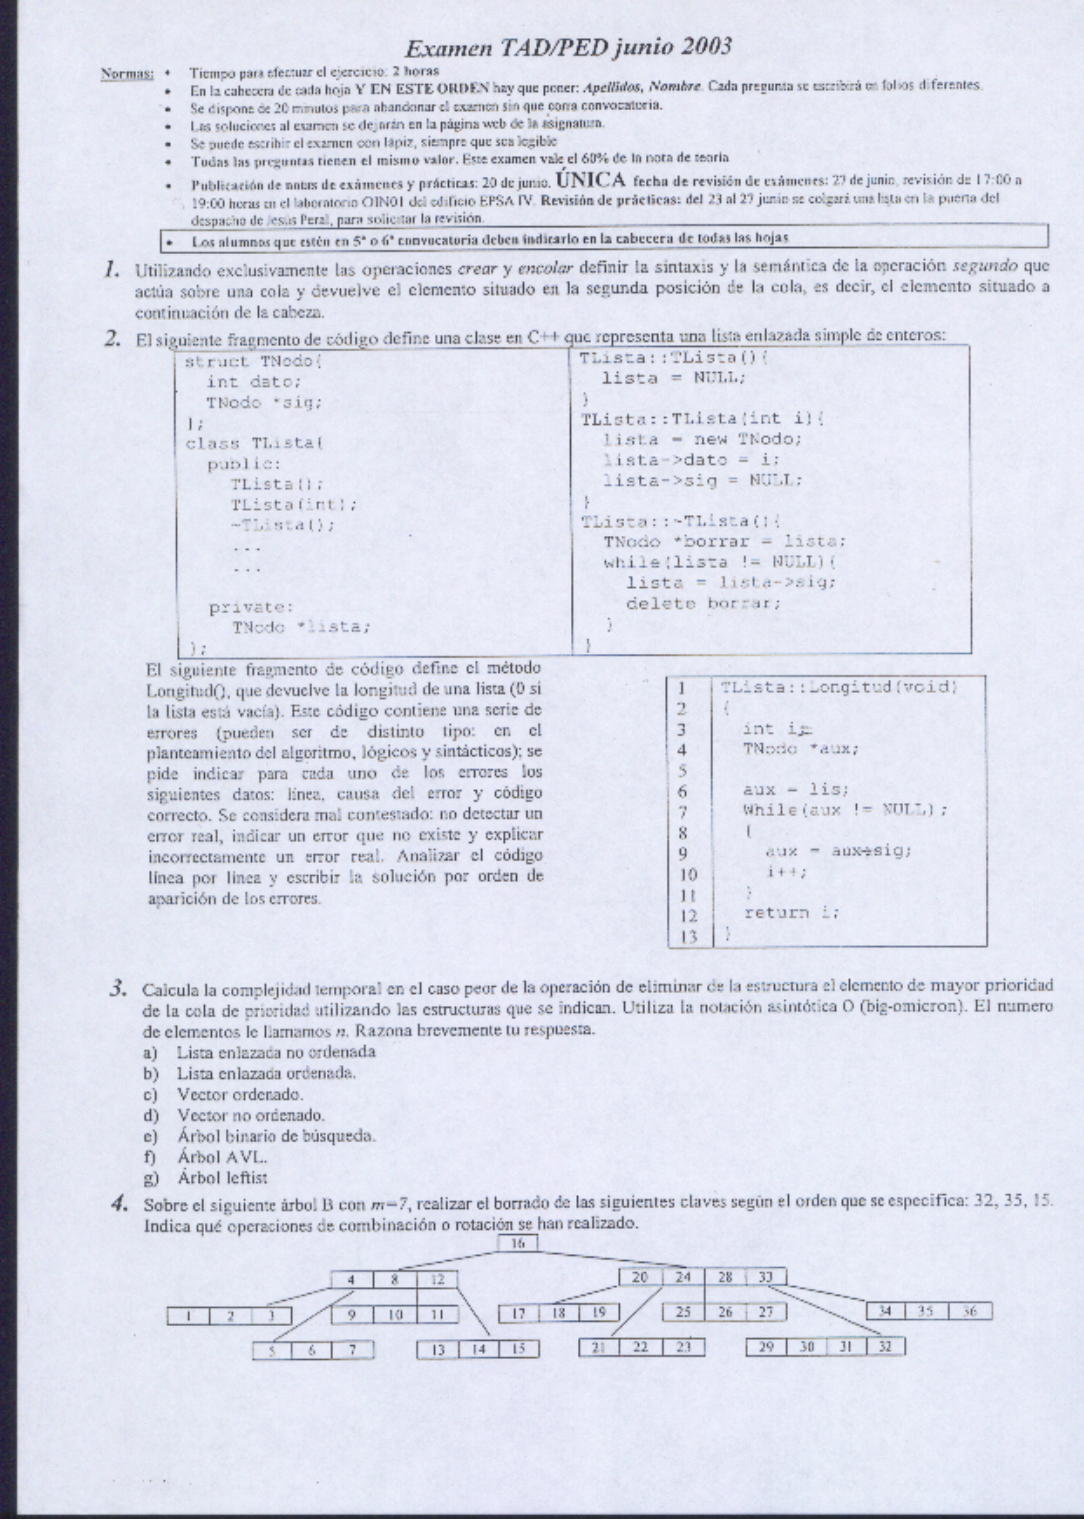 Examen TAD/PED junio 2003
Normas: • Tiempo para efectuar el ejercicio: 2 horas
• En la cabecera de cada hoja Y EN ESTE ORDEN hay que poner: Apellidos, Nombre. Cada pregunta se escribirá en folios diferentes.
• Se dispone de 20 minutos para abandonar el examen sin que corra convocatoria.
• Las soluciones al examen se dejarán en la página web de la asignatura.
• Se puede escribir el examen con lápiz, siempre que sea legible
• Todas las preguntas tienen el mismo valor. Este examen vale el 60% de la nota de teoría
• Publicación de notas de exámenes y prácticas: 20 de junio. ÚNICA fecha de revisión de exámenes: 27 de junio, revisión de 17:00 a
19:00 horas en el laboratorio OIN01 del edificio EPSA IV. Revisión de prácticas: del 23 al 27 junio se colgará una lista en la puerta del
despacho de Jesús Peral, para solicitar la revisión.
• Los alumnos que estén en 5ª o 6ª convocatoria deben indicarlo en la cabecera de todas las hojas
1. Utilizando exclusivamente las operaciones crear y encolar definir la sintaxis y la semántica de la operación segundo que
actúa sobre una cola y devuelve el elemento situado en la segunda posición de la cola, es decir, el elemento situado a
continuación de la cabeza.
2. El siguiente fragmento de código define una clase en C++ que representa una lista enlazada simple de enteros:
struct TNodo{
int dato;
TNodo *sig;
};
class TLista{
public:
TLista();
TLista(int);
~TLista();
...
...
private:
TNodo *lista;
};
TLista::TLista(){
lista = NULL;
}
TLista::TLista(int i){
lista = new TNodo;
lista->dato = i;
lista->sig = NULL;
}
TLista::~TLista(){
TNodo *borrar = lista;
while(lista != NULL){
lista = lista->sig;
delete borrar;
}
}
El siguiente fragmento de código define el método
Longitud(), que devuelve la longitud de una lista (0 si
la lista está vacía). Este código contiene una serie de
errores (pueden ser de distinto tipo: en el
planteamiento del algoritmo, lógicos y sintácticos); se
pide indicar para cada uno de los errores los
siguientes datos: línea, causa del error y código
correcto. Se considera mal contestado: no detectar un
error real, indicar un error que no existe y explicar
incorrectamente un error real. Analizar el código
línea por línea y escribir la solución por orden de
aparición de los errores.
1 TLista::Longitud(void)
2 {
3 int i;
4 TNodo *aux;
5
6 aux = lis;
7 While(aux != NULL);
8 {
9 aux = aux->sig;
10 i++;
11 }
12 return i;
13 }
3. Calcula la complejidad temporal en el caso peor de la operación de eliminar de la estructura el elemento de mayor prioridad
de la cola de prioridad utilizando las estructuras que se indican. Utiliza la notación asintótica O (big-omicron). El numero
de elementos le llamamos n. Razona brevemente tu respuesta.
a) Lista enlazada no ordenada
b) Lista enlazada ordenada.
c) Vector ordenado.
d) Vector no ordenado.
e) Árbol binario de búsqueda.
f) Árbol AVL.
g) Árbol leftist
4. Sobre el siguiente árbol B con m=7, realizar el borrado de las siguientes claves según el orden que se especifica: 32, 35, 15.
Indica qué operaciones de combinación o rotación se han realizado.
16
4 8 12 20 24 28 33
1 2 3 9 10 11 17 18 19 25 26 27 34 35 36
5 6 7 13 14 15 21 22 23 29 30 31 32